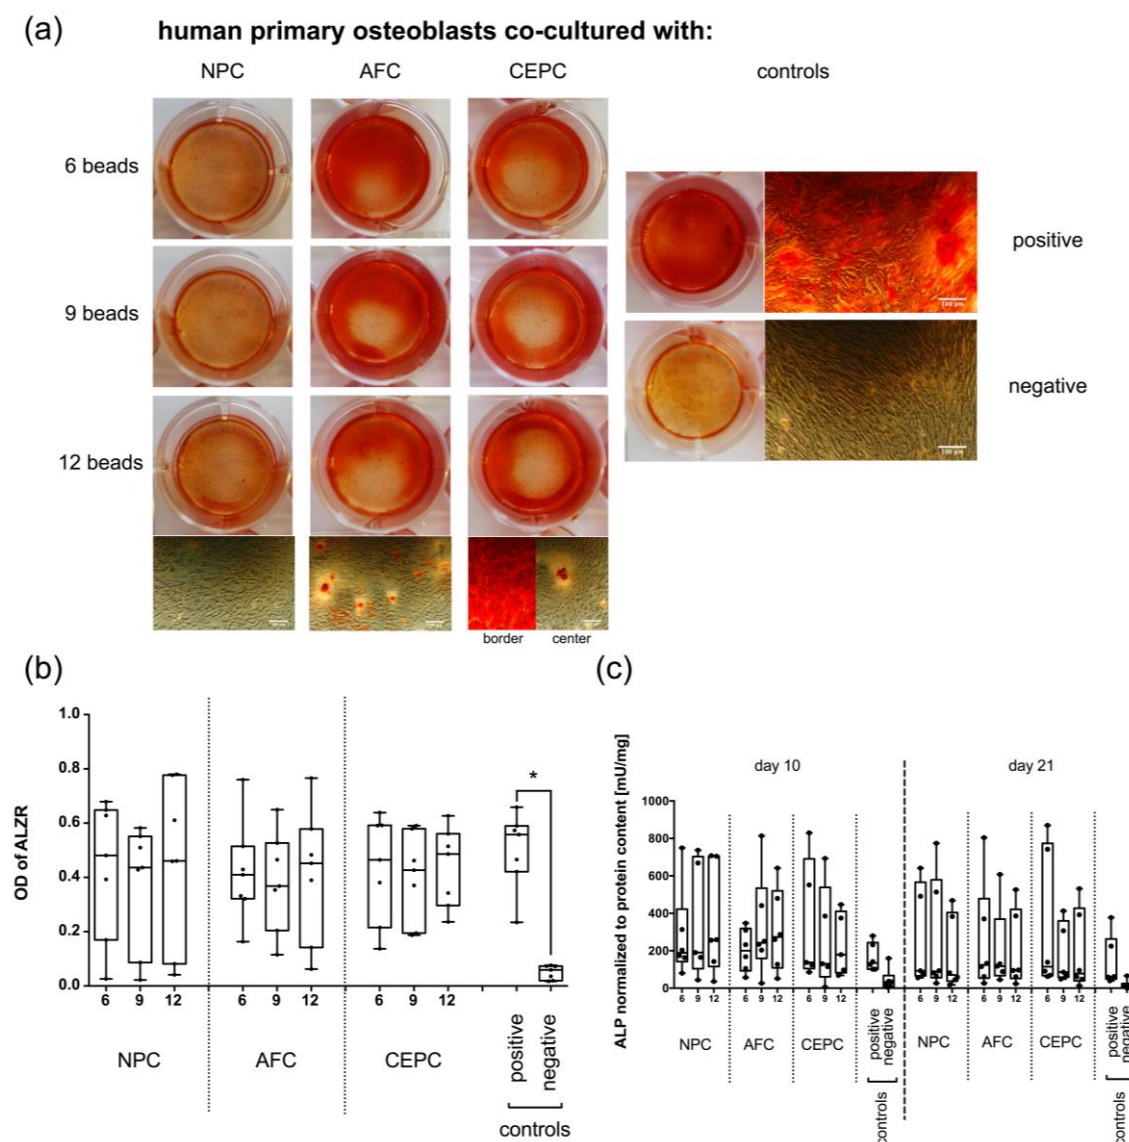 (a)
human primary osteoblasts co-cultured with:
NPC AFC CEPC controls
6 beads
positive
9 beads
negative
12 beads
100 µm
100 µm
border center
(b)
OD of ALZR
1.0
0.8
0.6
0.4
0.2
0.0
*
6 9 12 6 9 12 6 9 12
NPC AFC CEPC positive negative
controls
(c)
ALP normalized to protein content [mU/mg]
day 10 day 21
1000
800
600
400
200
0
6 9 12 6 9 12 6 9 12 6 9 12 6 9 12 6 9 12
NPC AFC CEPC positive negative NPC AFC CEPC positive negative
controls controls